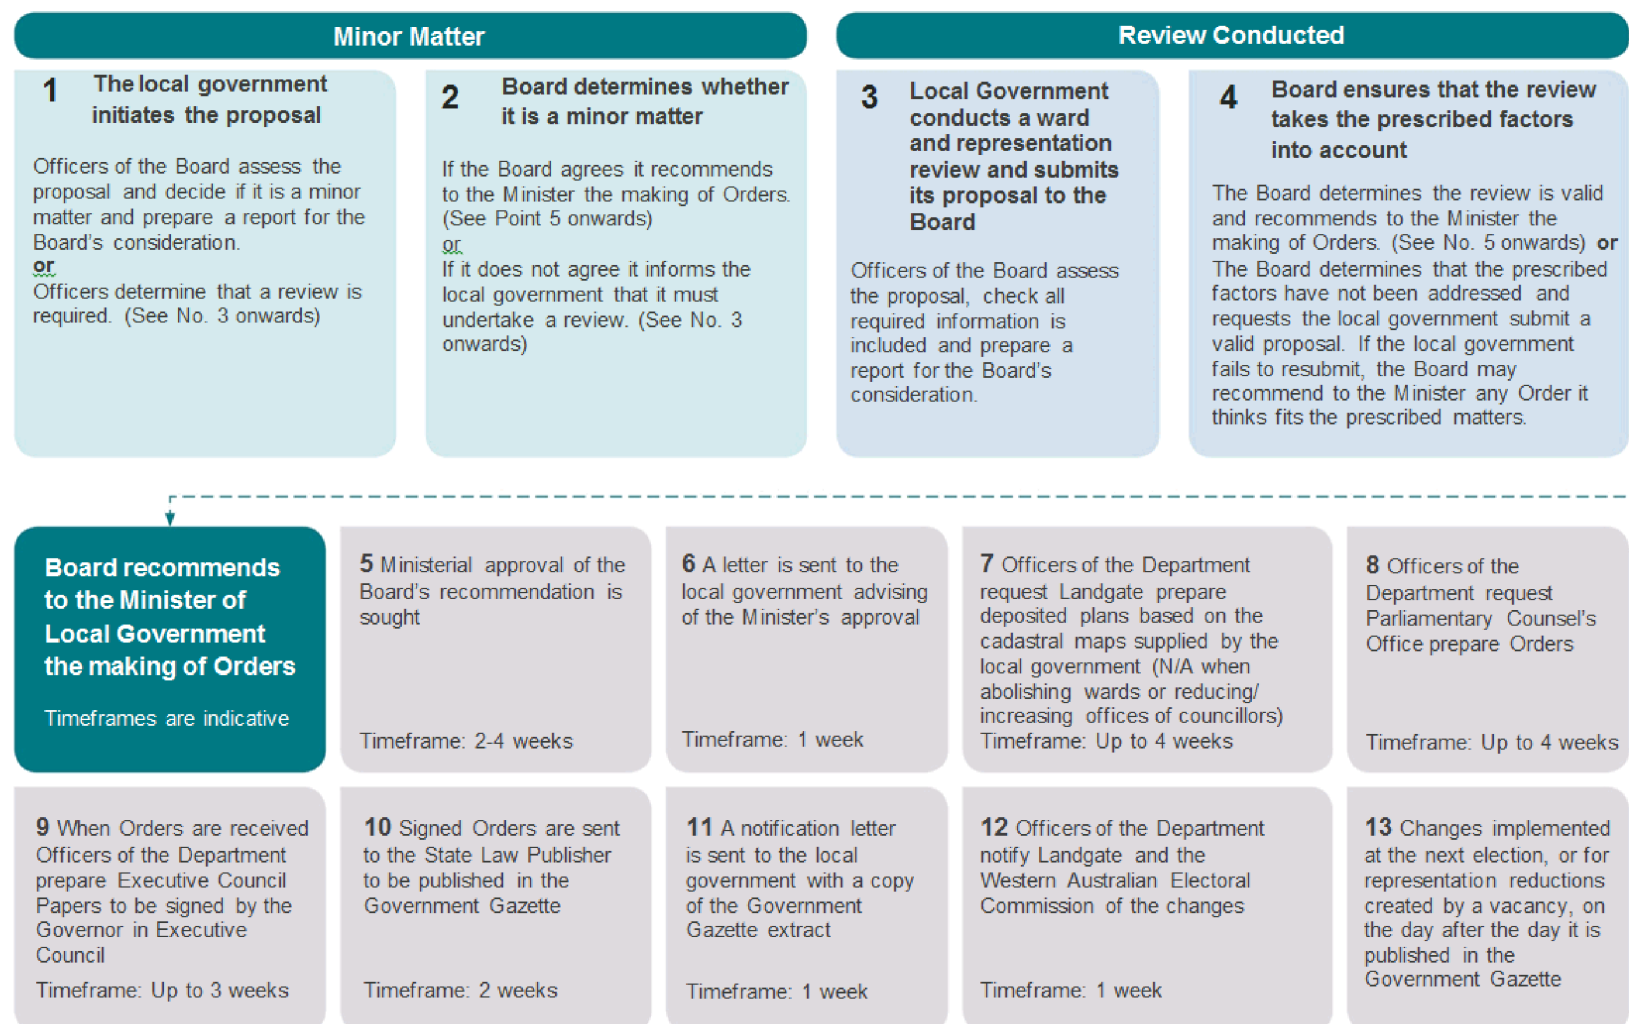 Minor Matter
1 The local government
initiates the proposal
Officers of the Board assess the
proposal and decide if it is a minor
matter and prepare a report for the
Board's consideration.
or
Officers determine that a review is
required. (See No. 3 onwards)
2 Board determines whether
it is a minor matter
If the Board agrees it recommends
to the Minister the making of Orders.
(See Point 5 onwards)
or
If it does not agree it informs the
local government that it must
undertake a review. (See No. 3
onwards)
Review Conducted
3 Local Government
conducts a ward
and representation
review and submits
its proposal to the
Board
Officers of the Board assess
the proposal, check all
required information is
included and prepare a
report for the Board's
consideration.
4 Board ensures that the review
takes the prescribed factors
into account
The Board determines the review is valid
and recommends to the Minister the
making of Orders. (See No. 5 onwards) or
The Board determines that the prescribed
factors have not been addressed and
requests the local government submit a
valid proposal. If the local government
fails to resubmit, the Board may
recommend to the Minister any Order it
thinks fits the prescribed matters.
Board recommends
to the Minister of
Local Government
the making of Orders
Timeframes are indicative
5 Ministerial approval of the
Board's recommendation is
sought
Timeframe: 2-4 weeks
6 A letter is sent to the
local government advising
of the Minister's approval
Timeframe: 1 week
7 Officers of the Department
request Landgate prepare
deposited plans based on the
cadastral maps supplied by the
local government (N/A when
abolishing wards or reducing/
increasing offices of councillors)
Timeframe: Up to 4 weeks
8 Officers of the
Department request
Parliamentary Counsel's
Office prepare Orders
Timeframe: Up to 4 weeks
9 When Orders are received
Officers of the Department
prepare Executive Council
Papers to be signed by the
Governor in Executive
Council
Timeframe: Up to 3 weeks
10 Signed Orders are sent
to the State Law Publisher
to be published in the
Government Gazette
Timeframe: 2 weeks
11 A notification letter
is sent to the local
government with a copy
of the Government
Gazette extract
Timeframe: 1 week
12 Officers of the Department
notify Landgate and the
Western Australian Electoral
Commission of the changes
Timeframe: 1 week
13 Changes implemented
at the next election, or for
representation reductions
created by a vacancy, on
the day after the day it is
published in the
Government Gazette